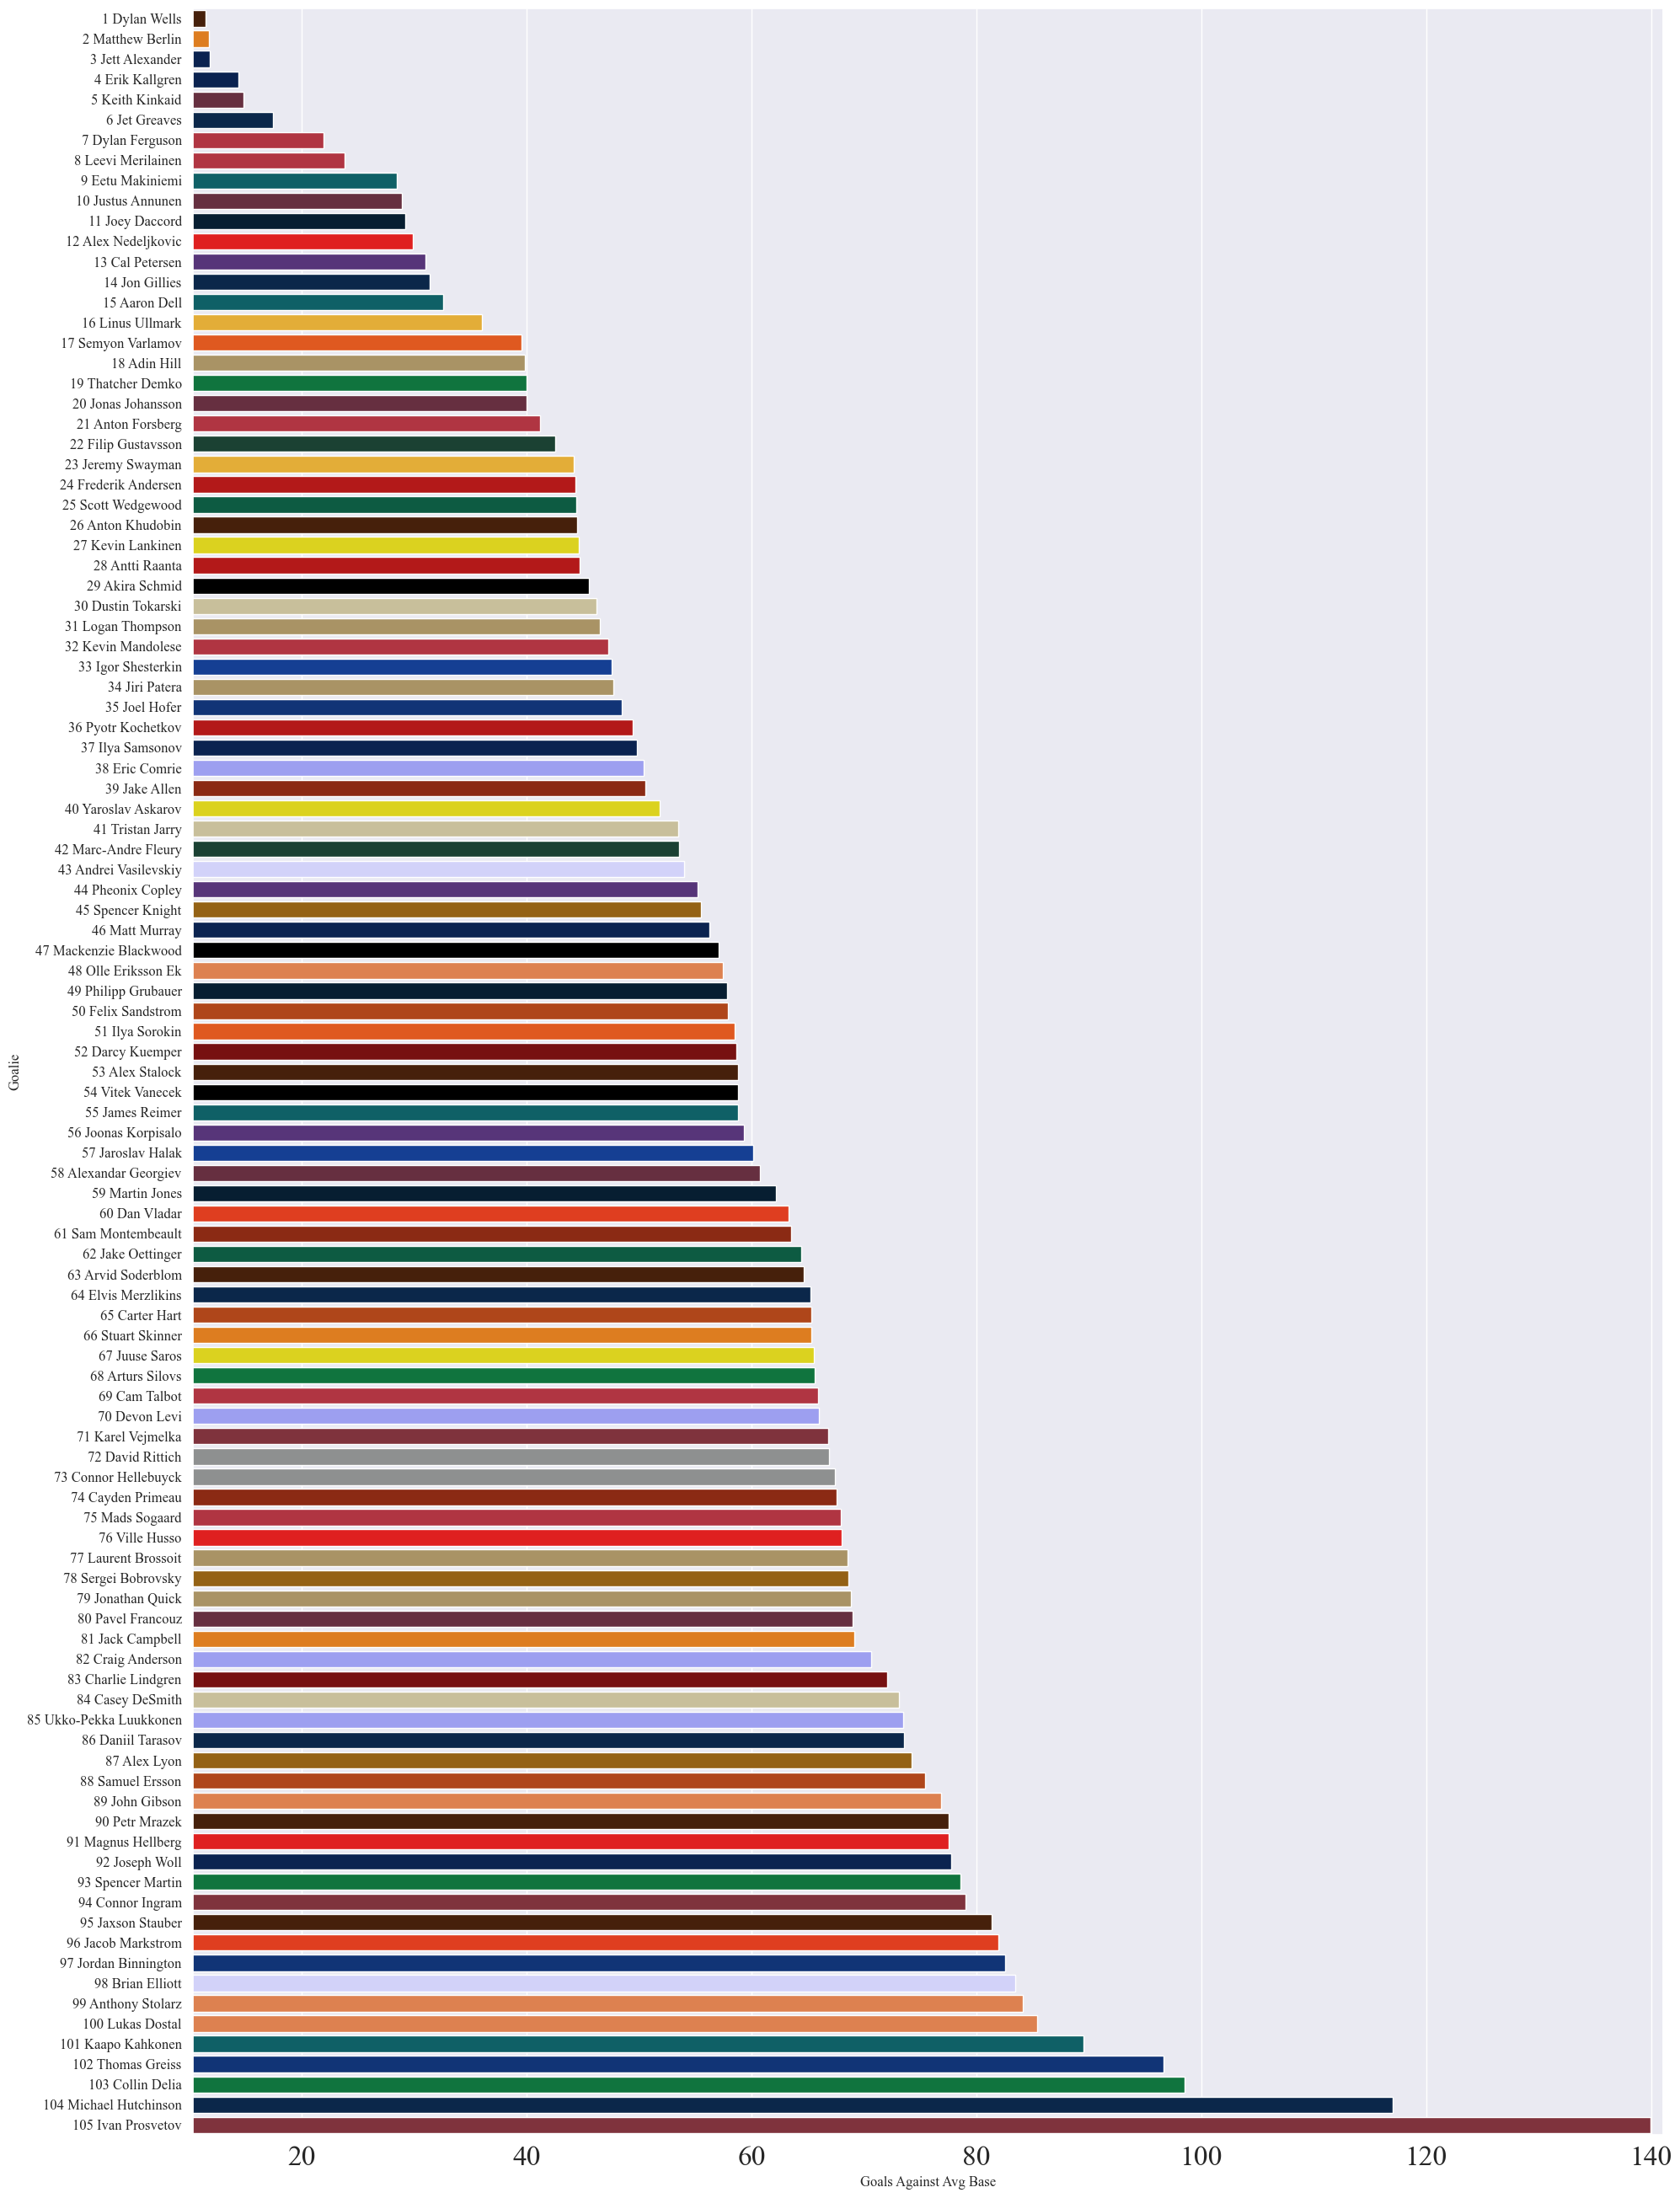 1 Dylan Wells
2 Matthew Berlin
3 Jett Alexander
4 Erik Kallgren
5 Keith Kinkaid
6 Jet Greaves
7 Dylan Ferguson
8 Leevi Merilainen
9 Eetu Makiniemi
10 Justus Annunen
11 Joey Daccord
12 Alex Nedeljkovic
13 Cal Petersen
14 Jon Gillies
15 Aaron Dell
16 Linus Ullmark
17 Semyon Varlamov
18 Adin Hill
19 Thatcher Demko
20 Jonas Johansson
21 Anton Forsberg
22 Filip Gustavsson
23 Jeremy Swayman
24 Frederik Andersen
25 Scott Wedgewood
26 Anton Khudobin
27 Kevin Lankinen
28 Antti Raanta
29 Akira Schmid
30 Dustin Tokarski
31 Logan Thompson
32 Kevin Mandolese
33 Igor Shesterkin
34 Jiri Patera
35 Joel Hofer
36 Pyotr Kochetkov
37 Ilya Samsonov
38 Eric Comrie
39 Jake Allen
40 Yaroslav Askarov
41 Tristan Jarry
42 Marc-Andre Fleury
43 Andrei Vasilevskiy
44 Pheonix Copley
45 Spencer Knight
46 Matt Murray
47 Mackenzie Blackwood
48 Olle Eriksson Ek
49 Philipp Grubauer
50 Felix Sandstrom
51 Ilya Sorokin
52 Darcy Kuemper
53 Alex Stalock
54 Vitek Vanecek
55 James Reimer
56 Joonas Korpisalo
57 Jaroslav Halak
58 Alexandar Georgiev
59 Martin Jones
60 Dan Vladar
61 Sam Montembeault
62 Jake Oettinger
63 Arvid Soderblom
64 Elvis Merzlikins
65 Carter Hart
66 Stuart Skinner
67 Juuse Saros
68 Arturs Silovs
69 Cam Talbot
70 Devon Levi
71 Karel Vejmelka
72 David Rittich
73 Connor Hellebuyck
74 Cayden Primeau
75 Mads Sogaard
76 Ville Husso
77 Laurent Brossoit
78 Sergei Bobrovsky
79 Jonathan Quick
80 Pavel Francouz
81 Jack Campbell
82 Craig Anderson
83 Charlie Lindgren
84 Casey DeSmith
85 Ukko-Pekka Luukkonen
86 Daniil Tarasov
87 Alex Lyon
88 Samuel Ersson
89 John Gibson
90 Petr Mrazek
91 Magnus Hellberg
92 Joseph Woll
93 Spencer Martin
94 Connor Ingram
95 Jaxson Stauber
96 Jacob Markstrom
97 Jordan Binnington
98 Brian Elliott
99 Anthony Stolarz
100 Lukas Dostal
101 Kaapo Kahkonen
102 Thomas Greiss
103 Collin Delia
104 Michael Hutchinson
105 Ivan Prosvetov
Goalie
20 40 60 80 100 120 140
Goals Against Avg Base